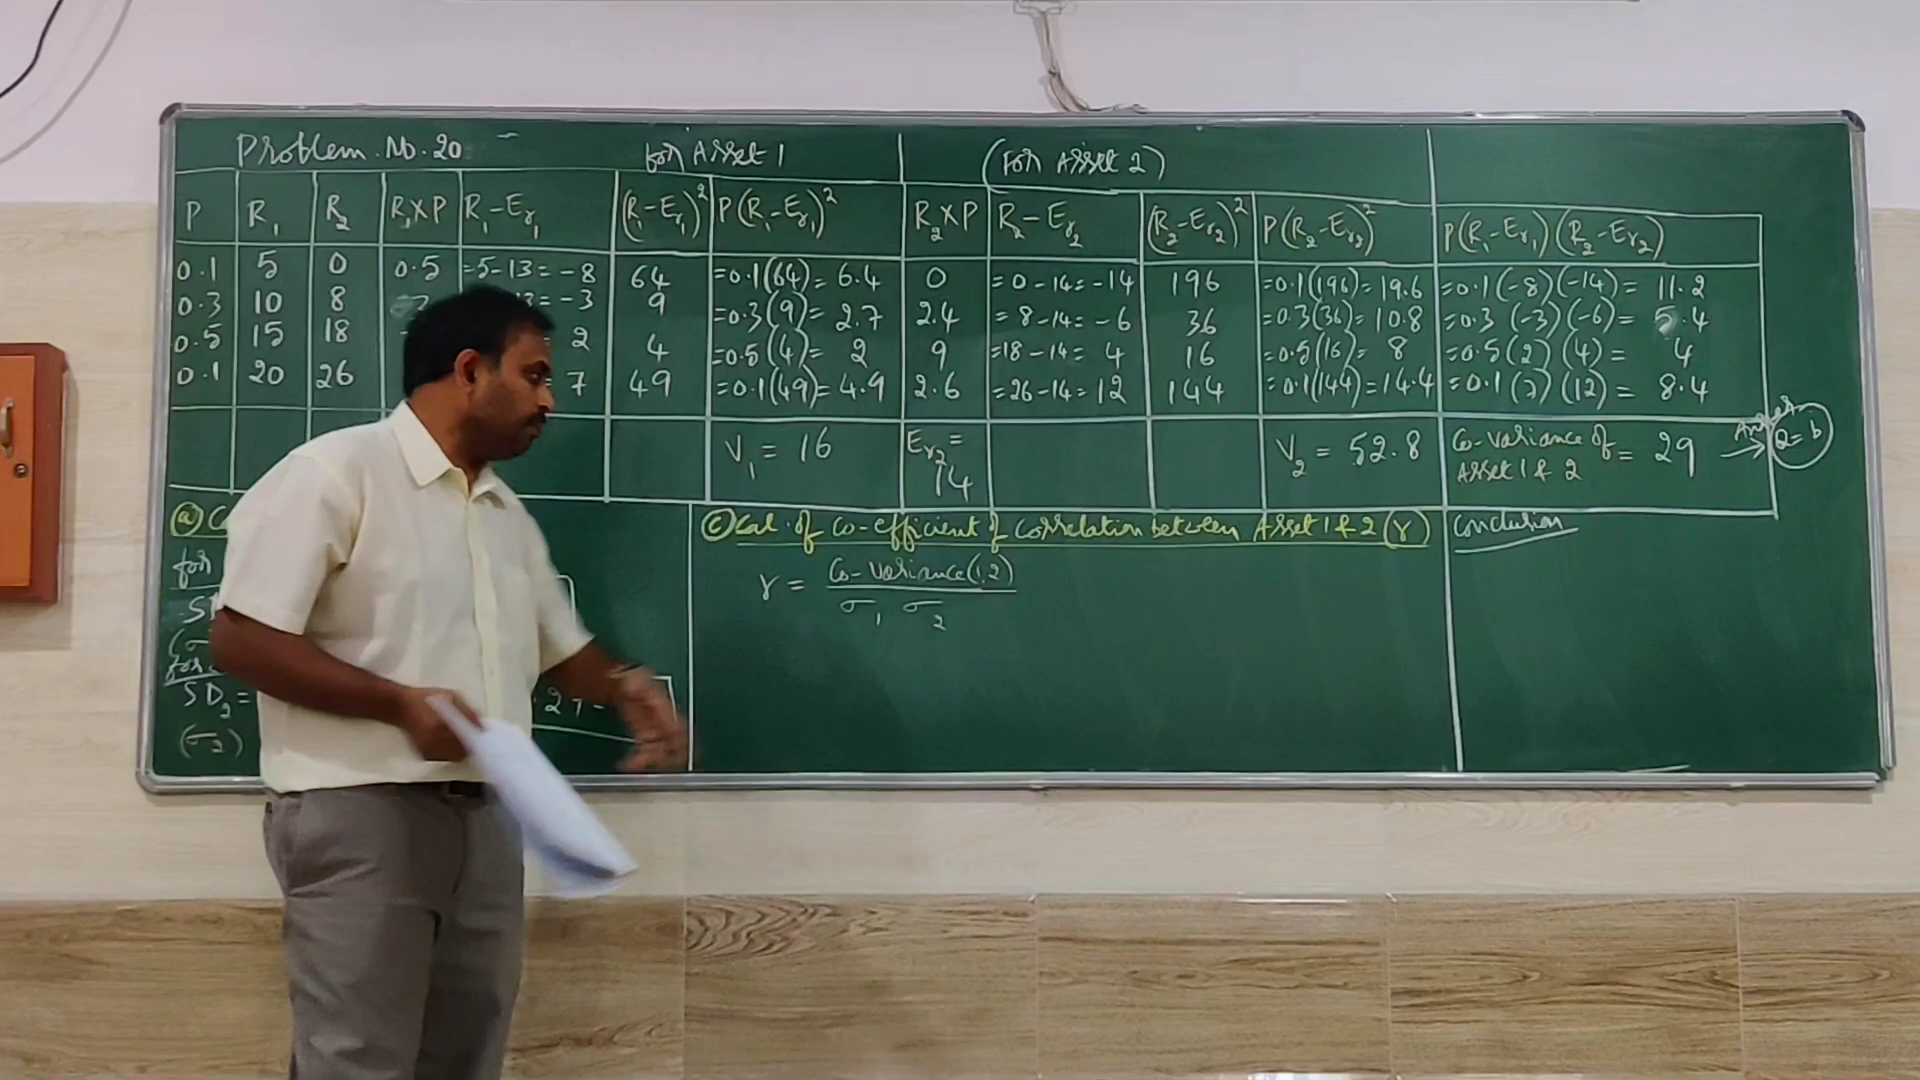 Problem. No. 20 for Asset 1 (For Asset 2)
P R₁ R₂ R₁×P R₁-Er₁ (R₁-Er₁)² P(R₁-Er₁)² R₂×P R₂-Er₂ (R₂-Er₂)² P(R₂-Er₂)² P(R₁-Er₁)(R₂-Er₂)
0.1 5 0 0.5 =5-13=-8 64 =0.1(64)=6.4 0 =0-14=-14 196 =0.1(196)=19.6 =0.1(-8)(-14)=11.2
0.3 10 8 13=-3 9 =0.3(9)=2.7 2.4 =8-14=-6 36 =0.3(36)=10.8 =0.3(-3)(-6)=5.4
0.5 15 18 =2 4 =0.5(4)=2 9 =18-14=4 16 =0.5(16)=8 =0.5(2)(4)=4
0.1 20 26 =7 49 =0.1(49)=4.9 2.6 =26-14=12 144 =0.1(144)=14.4 =0.1(7)(12)=8.4
V₁ = 16 Er₂ = 14 V₂ = 52.8 Co-variance of Asset 1 & 2 = 29 → Q=b
(a) C
for
SD₂ =
(σ₂)
(c) Cal. of Co-efficient of Correlation between Asset 1 & 2 (r)
r = Co-variance(1,2)
σ₁ σ₂
Conclusion